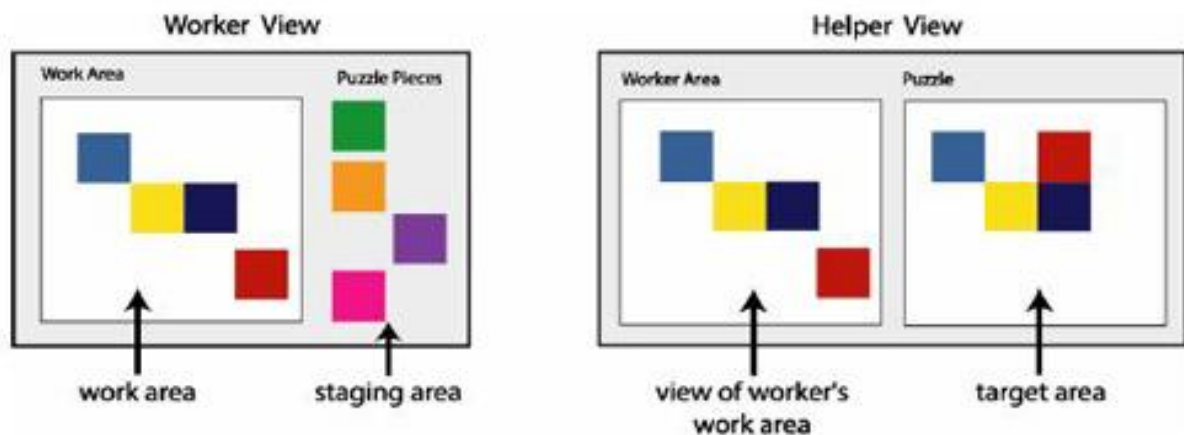 Worker View
Work Area
Puzzle Pieces
work area
staging area
Helper View
Worker Area
Puzzle
view of worker's
work area
target area